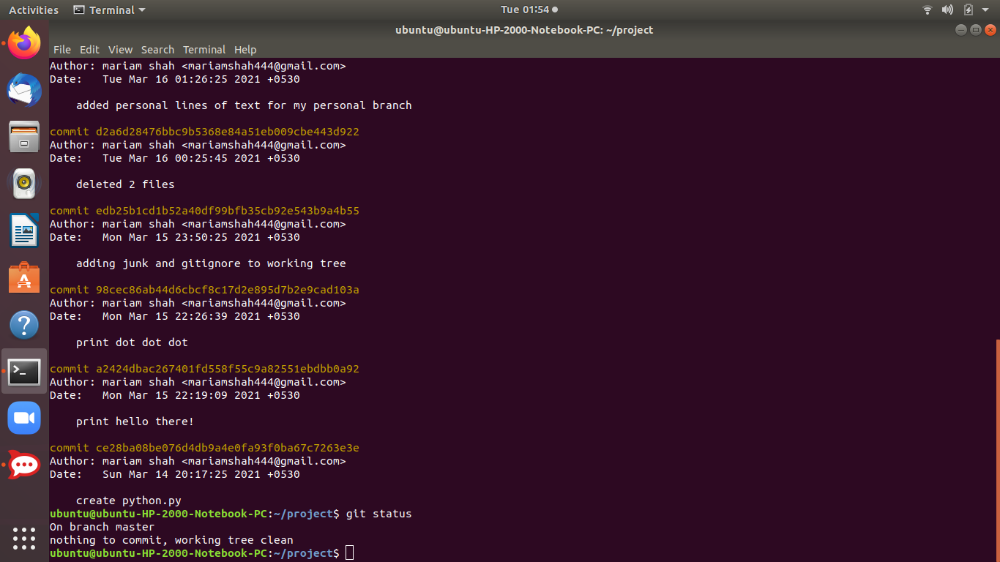 Activities Terminal Tue 01:54
ubuntu@ubuntu-HP-2000-Notebook-PC: ~/project
File Edit View Search Terminal Help
Author: mariam shah <mariamshah444@gmail.com>
Date:   Tue Mar 16 01:26:25 2021 +0530
    added personal lines of text for my personal branch
commit d2a6d28476bbc9b5368e84a51eb009cbe443d922
Author: mariam shah <mariamshah444@gmail.com>
Date:   Tue Mar 16 00:25:45 2021 +0530
    deleted 2 files
commit edb25b1cd1b52a40df99bfb35cb92e543b9a4b55
Author: mariam shah <mariamshah444@gmail.com>
Date:   Mon Mar 15 23:50:25 2021 +0530
    adding junk and gitignore to working tree
commit 98cec86ab44d6cbcf8c17d2e895d7b2e9cad103a
Author: mariam shah <mariamshah444@gmail.com>
Date:   Mon Mar 15 22:26:39 2021 +0530
    print dot dot dot
commit a2424dbac267401fd558f55c9a82551ebdbb0a92
Author: mariam shah <mariamshah444@gmail.com>
Date:   Mon Mar 15 22:19:09 2021 +0530
    print hello there!
commit ce28ba08be076d4db9a4e0fa93f0ba67c7263e3e
Author: mariam shah <mariamshah444@gmail.com>
Date:   Sun Mar 14 20:17:25 2021 +0530
    create python.py
ubuntu@ubuntu-HP-2000-Notebook-PC:~/project$ git status
On branch master
nothing to commit, working tree clean
ubuntu@ubuntu-HP-2000-Notebook-PC:~/project$